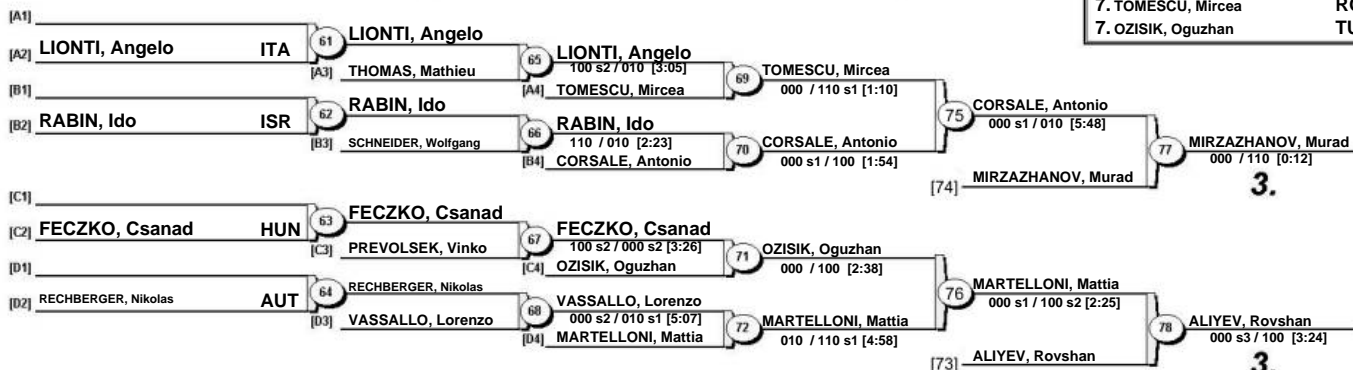 7. TOMESCU, Mircea
7. OZISIK, Oguzhan TU
[A1]
[A2] LIONTI, Angelo ITA
61 LIONTI, Angelo
[A3] THOMAS, Mathieu
65 LIONTI, Angelo
100 s2 / 010 [3:05]
[A4] TOMESCU, Mircea
69 TOMESCU, Mircea
000 / 110 s1 [1:10]
[B1]
[B2] RABIN, Ido ISR
62 RABIN, Ido
[B3] SCHNEIDER, Wolfgang
66 RABIN, Ido
110 / 010 [2:23]
[B4] CORSALE, Antonio
70 CORSALE, Antonio
000 s1 / 100 [1:54]
75 CORSALE, Antonio
000 s1 / 010 [5:48]
[74] MIRZAZHANOV, Murad
77 MIRZAZHANOV, Murad
000 / 110 [0:12]
3.
[C1]
[C2] FECZKO, Csanad HUN
63 FECZKO, Csanad
[C3] PREVOLSEK, Vinko
67 FECZKO, Csanad
100 s2 / 000 s2 [3:26]
[C4] OZISIK, Oguzhan
71 OZISIK, Oguzhan
000 / 100 [2:38]
[D1]
[D2] RECHBERGER, Nikolas AUT
64 RECHBERGER, Nikolas
[D3] VASSALLO, Lorenzo
68 VASSALLO, Lorenzo
000 s2 / 010 s1 [5:07]
[D4] MARTELLONI, Mattia
72 MARTELLONI, Mattia
010 / 110 s1 [4:58]
76 MARTELLONI, Mattia
000 s1 / 100 s2 [2:25]
[73] ALIYEV, Rovshan
78 ALIYEV, Rovshan
000 s3 / 100 [3:24]
3.